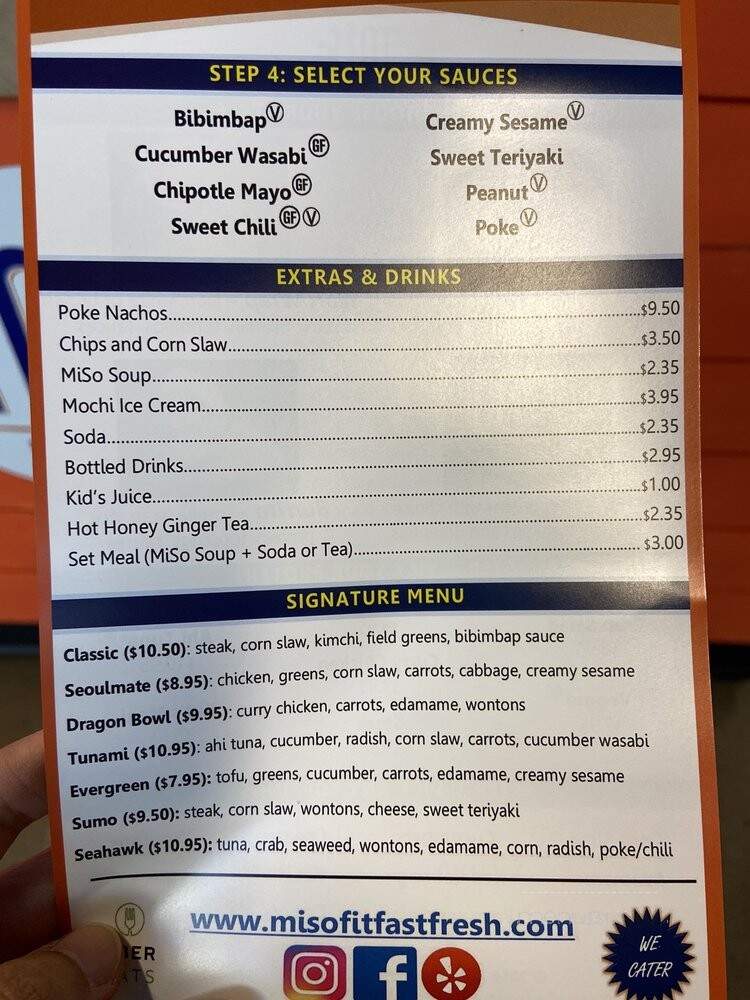 STEP 4: SELECT YOUR SAUCES
Bibimbap V
Creamy Sesame V
Cucumber Wasabi GF
Sweet Teriyaki
Chipotle Mayo GF
Peanut V
Sweet Chili GF V
Poke V
EXTRAS & DRINKS
Poke Nachos $9.50
Chips and Corn Slaw $3.50
MiSo Soup $2.35
Mochi Ice Cream $3.95
Soda $2.35
Bottled Drinks $2.95
Kid's Juice $1.00
Hot Honey Ginger Tea $2.35
Set Meal (MiSo Soup + Soda or Tea) $3.00
SIGNATURE MENU
Classic ($10.50): steak, corn slaw, kimchi, field greens, bibimbap sauce
Seoulmate ($8.95): chicken, greens, corn slaw, carrots, cabbage, creamy sesame
Dragon Bowl ($9.95): curry chicken, carrots, edamame, wontons
Tunami ($10.95): ahi tuna, cucumber, radish, corn slaw, carrots, cucumber wasabi
Evergreen ($7.95): tofu, greens, cucumber, carrots, edamame, creamy sesame
Sumo ($9.50): steak, corn slaw, wontons, cheese, sweet teriyaki
Seahawk ($10.95): tuna, crab, seaweed, wontons, edamame, corn, radish, poke/chili
www.misofitfastfresh.com
WE
CATER